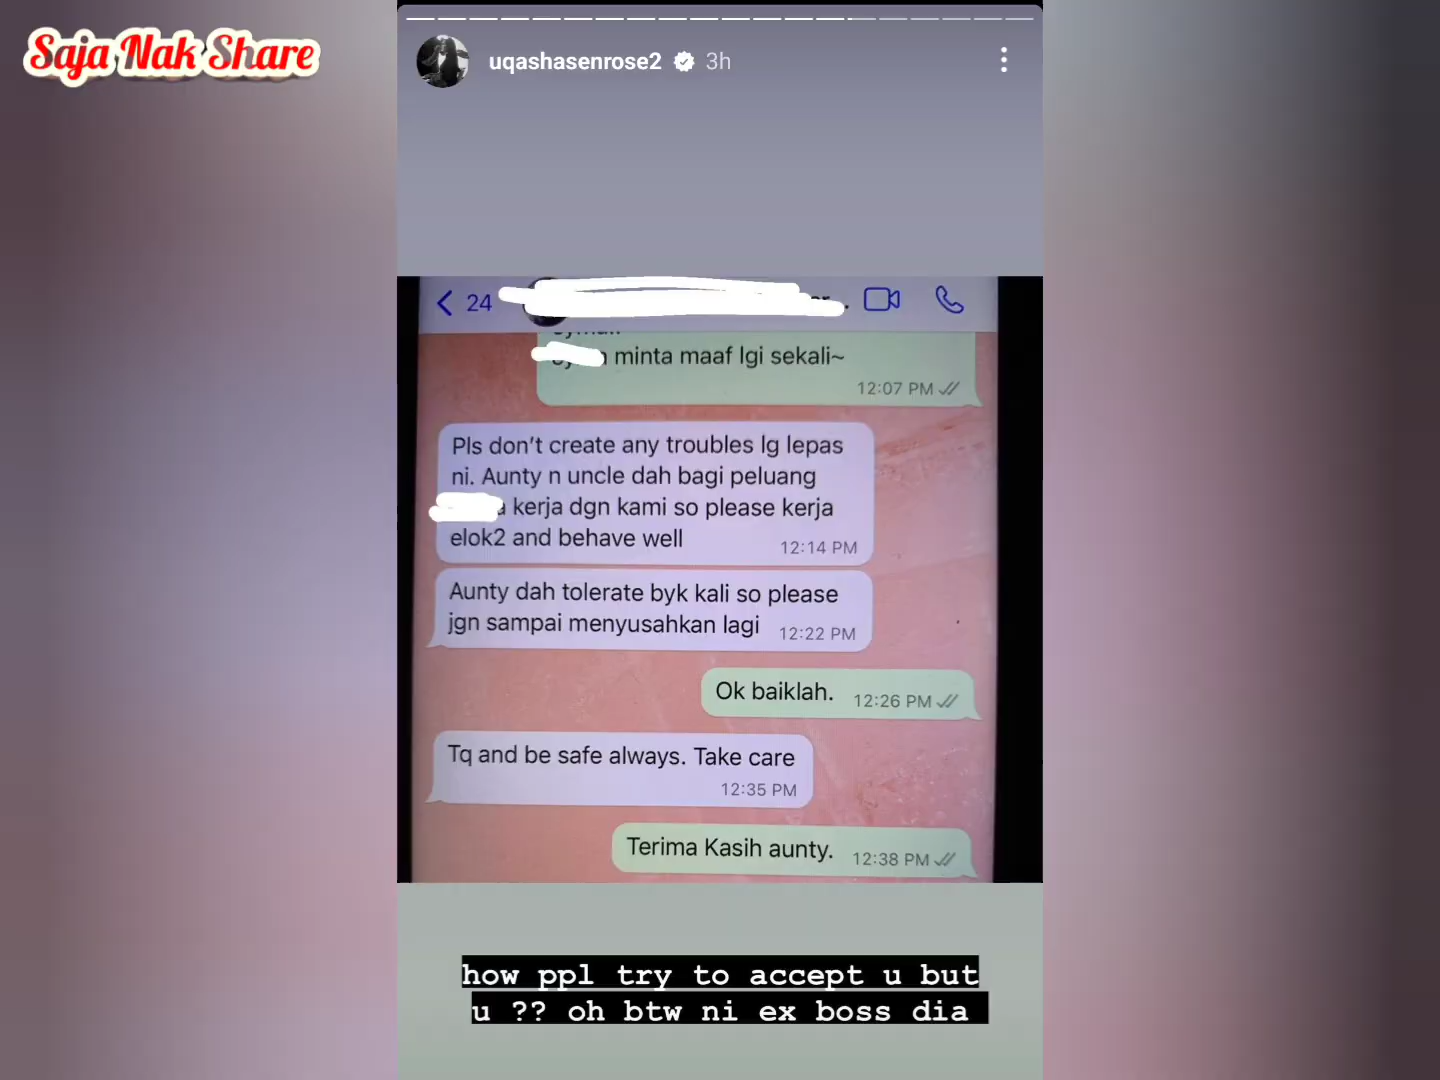 Saja Nak Share
uqashasenrose2 3h
24
minta maaf lgi sekali~
12:07 PM
Pls don't create any troubles lg lepas
ni. Aunty n uncle dah bagi peluang
kerja dgn kami so please kerja
elok2 and behave well
12:14 PM
Aunty dah tolerate byk kali so please
jgn sampai menyusahkan lagi
12:22 PM
Ok baiklah.
12:26 PM
Tq and be safe always. Take care
12:35 PM
Terima Kasih aunty.
12:38 PM
how ppl try to accept u but
u ?? oh btw ni ex boss dia